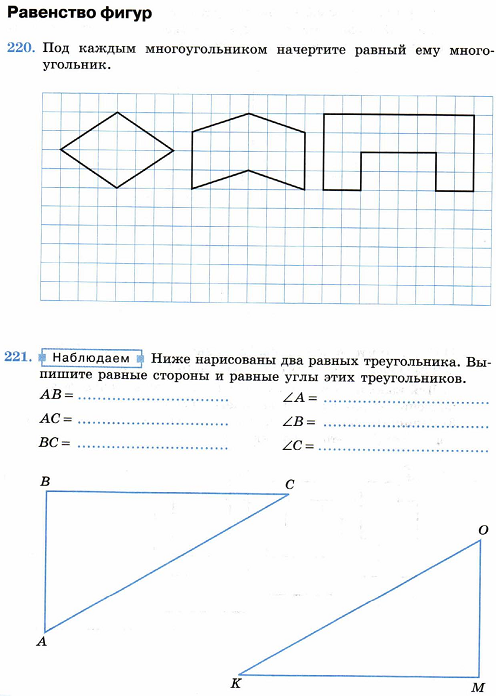 Равенство фигур
220. Под каждым многоугольником начертите равный ему много-
угольник.
221. Наблюдаем Ниже нарисованы два равных треугольника. Вы-
пишите равные стороны и равные углы этих треугольников.
AB = ........................ ∠A = ........................
AC = ........................ ∠B = ........................
BC = ........................ ∠C = ........................
B C
O
A
K M